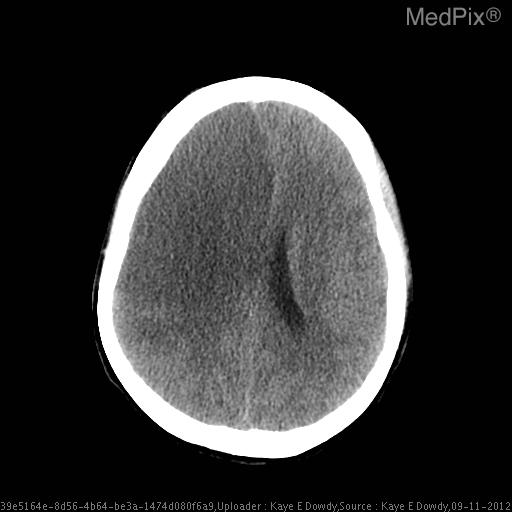 MedPix®
39e5164e-8d56-4b64-be3a-1474d080f6a9,Uploader : Kaye E Dowdy,Source : Kaye E Dowdy,09-11-2012